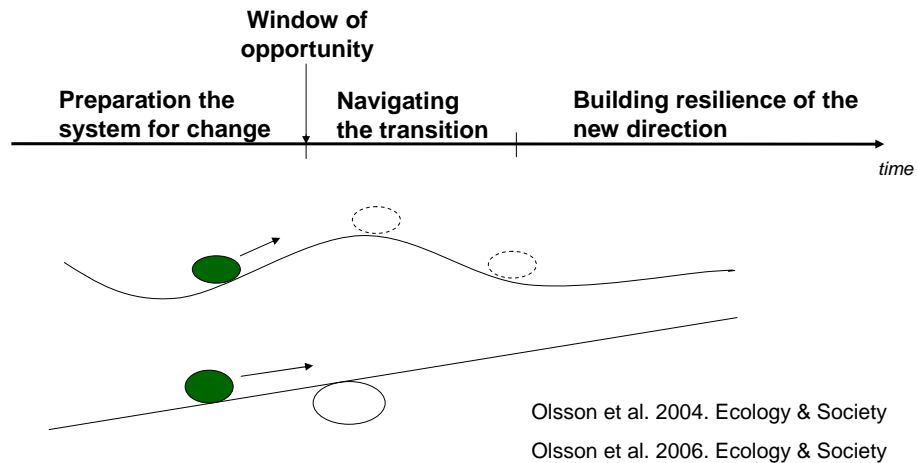 Window of
opportunity
Preparation the
system for change
Navigating
the transition
Building resilience of the
new direction
time
Olsson et al. 2004. Ecology & Society
Olsson et al. 2006. Ecology & Society